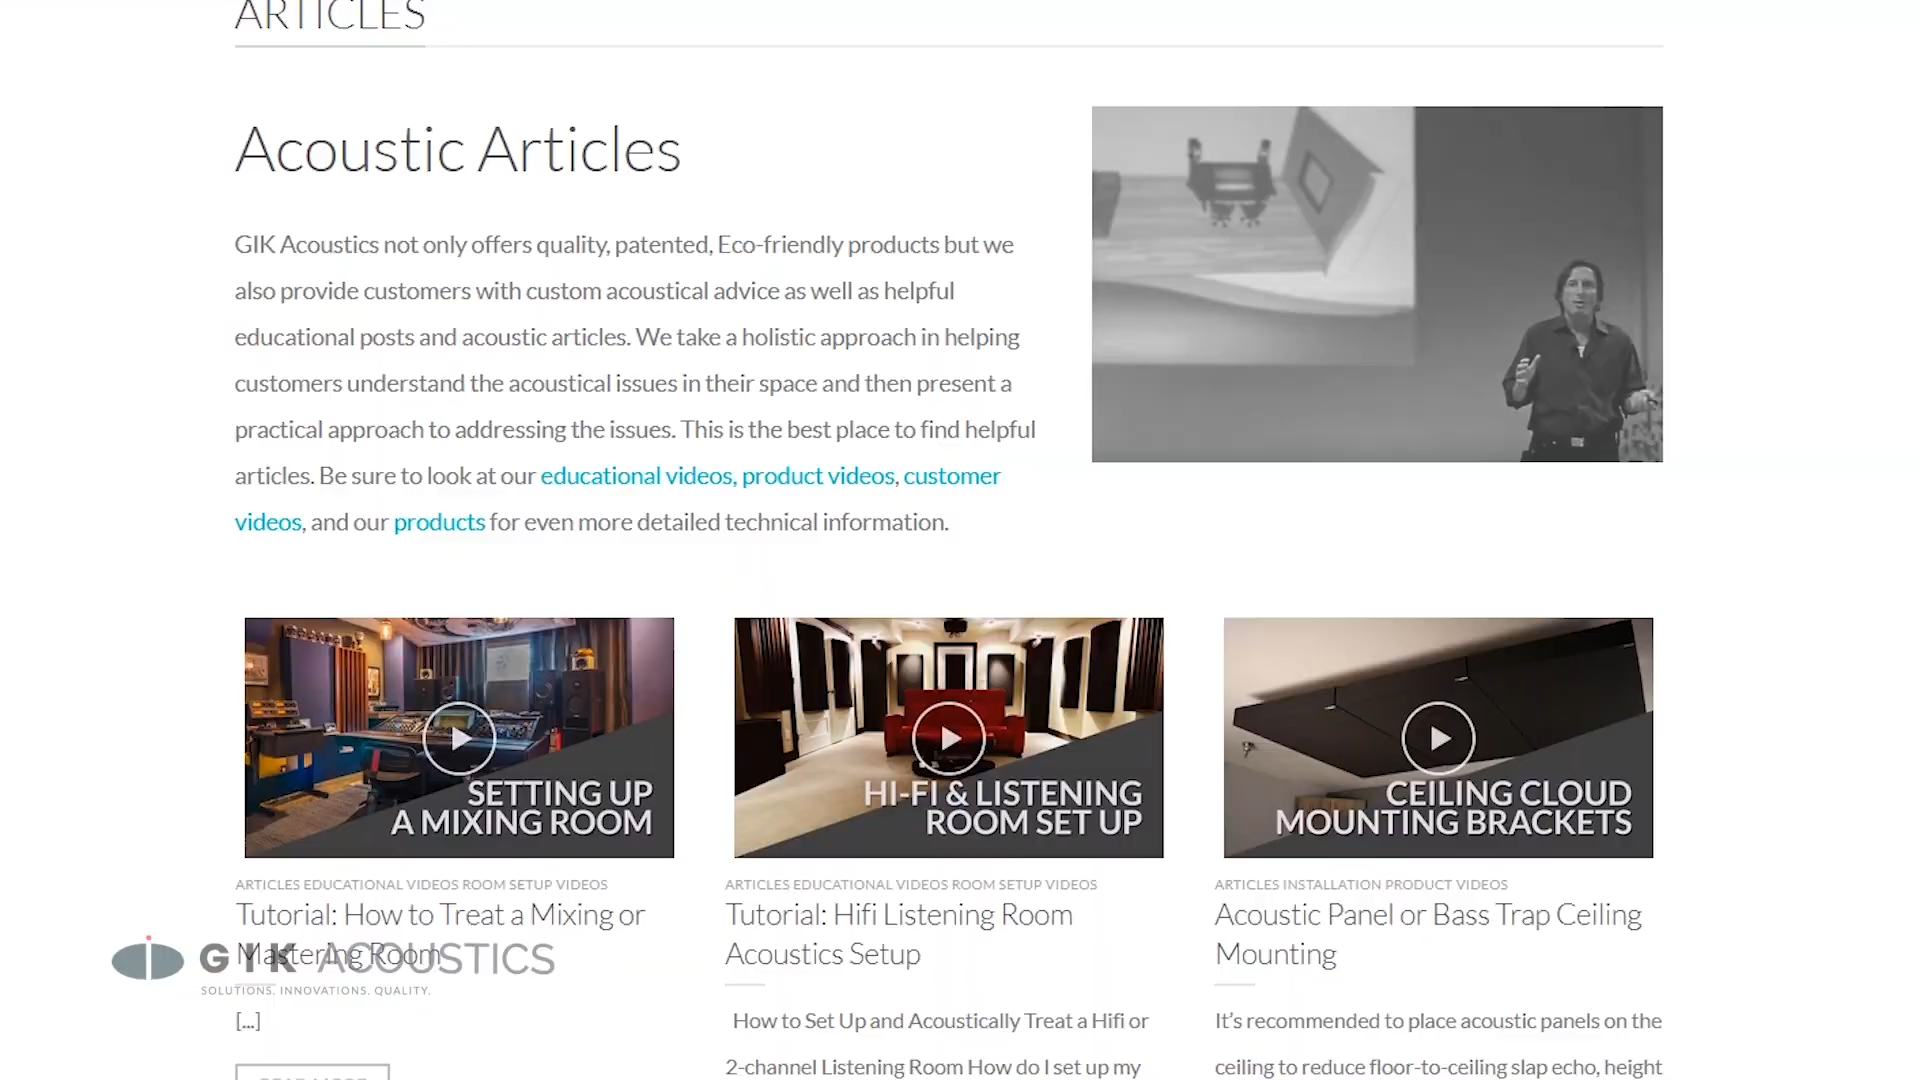 ARTICLES
Acoustic Articles
GIK Acoustics not only offers quality, patented, Eco-friendly products but we
also provide customers with custom acoustical advice as well as helpful
educational posts and acoustic articles. We take a holistic approach in helping
customers understand the acoustical issues in their space and then present a
practical approach to addressing the issues. This is the best place to find helpful
articles. Be sure to look at our educational videos, product videos, customer
videos, and our products for even more detailed technical information.
SETTING UP
A MIXING ROOM
ARTICLES EDUCATIONAL VIDEOS ROOM SETUP VIDEOS
Tutorial: How to Treat a Mixing or
Mastering Room
[...]
HI-FI & LISTENING
ROOM SET UP
ARTICLES EDUCATIONAL VIDEOS ROOM SETUP VIDEOS
Tutorial: Hifi Listening Room
Acoustics Setup
How to Set Up and Acoustically Treat a Hifi or
2-channel Listening Room How do I set up my
CEILING CLOUD
MOUNTING BRACKETS
ARTICLES INSTALLATION PRODUCT VIDEOS
Acoustic Panel or Bass Trap Ceiling
Mounting
It's recommended to place acoustic panels on the
ceiling to reduce floor-to-ceiling slap echo, height
GIK ACOUSTICS
SOLUTIONS. INNOVATIONS. QUALITY.